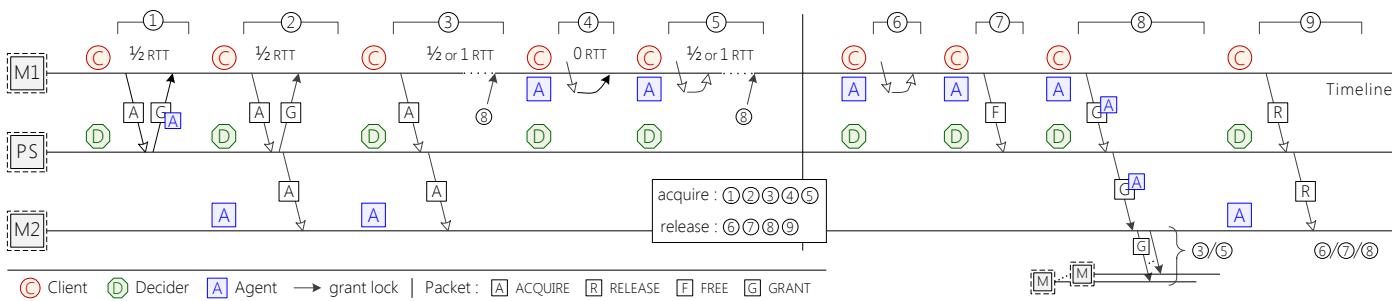 ① ② ③ ④ ⑤ ⑥ ⑦ ⑧ ⑨
½ RTT ½ RTT ½ or 1 RTT 0 RTT ½ or 1 RTT
M1 C C C C C C C C C
A A A A A
Timeline
A G A G A ⑧ ⑧ F G A R
A
PS D D D D D D D D D
A A G A R
acquire : ①②③④⑤
release : ⑥⑦⑧⑨
M2 A A A
G ③/⑤ ⑥/⑦/⑧
M M
C Client D Decider A Agent grant lock | Packet : A ACQUIRE R RELEASE F FREE G GRANT